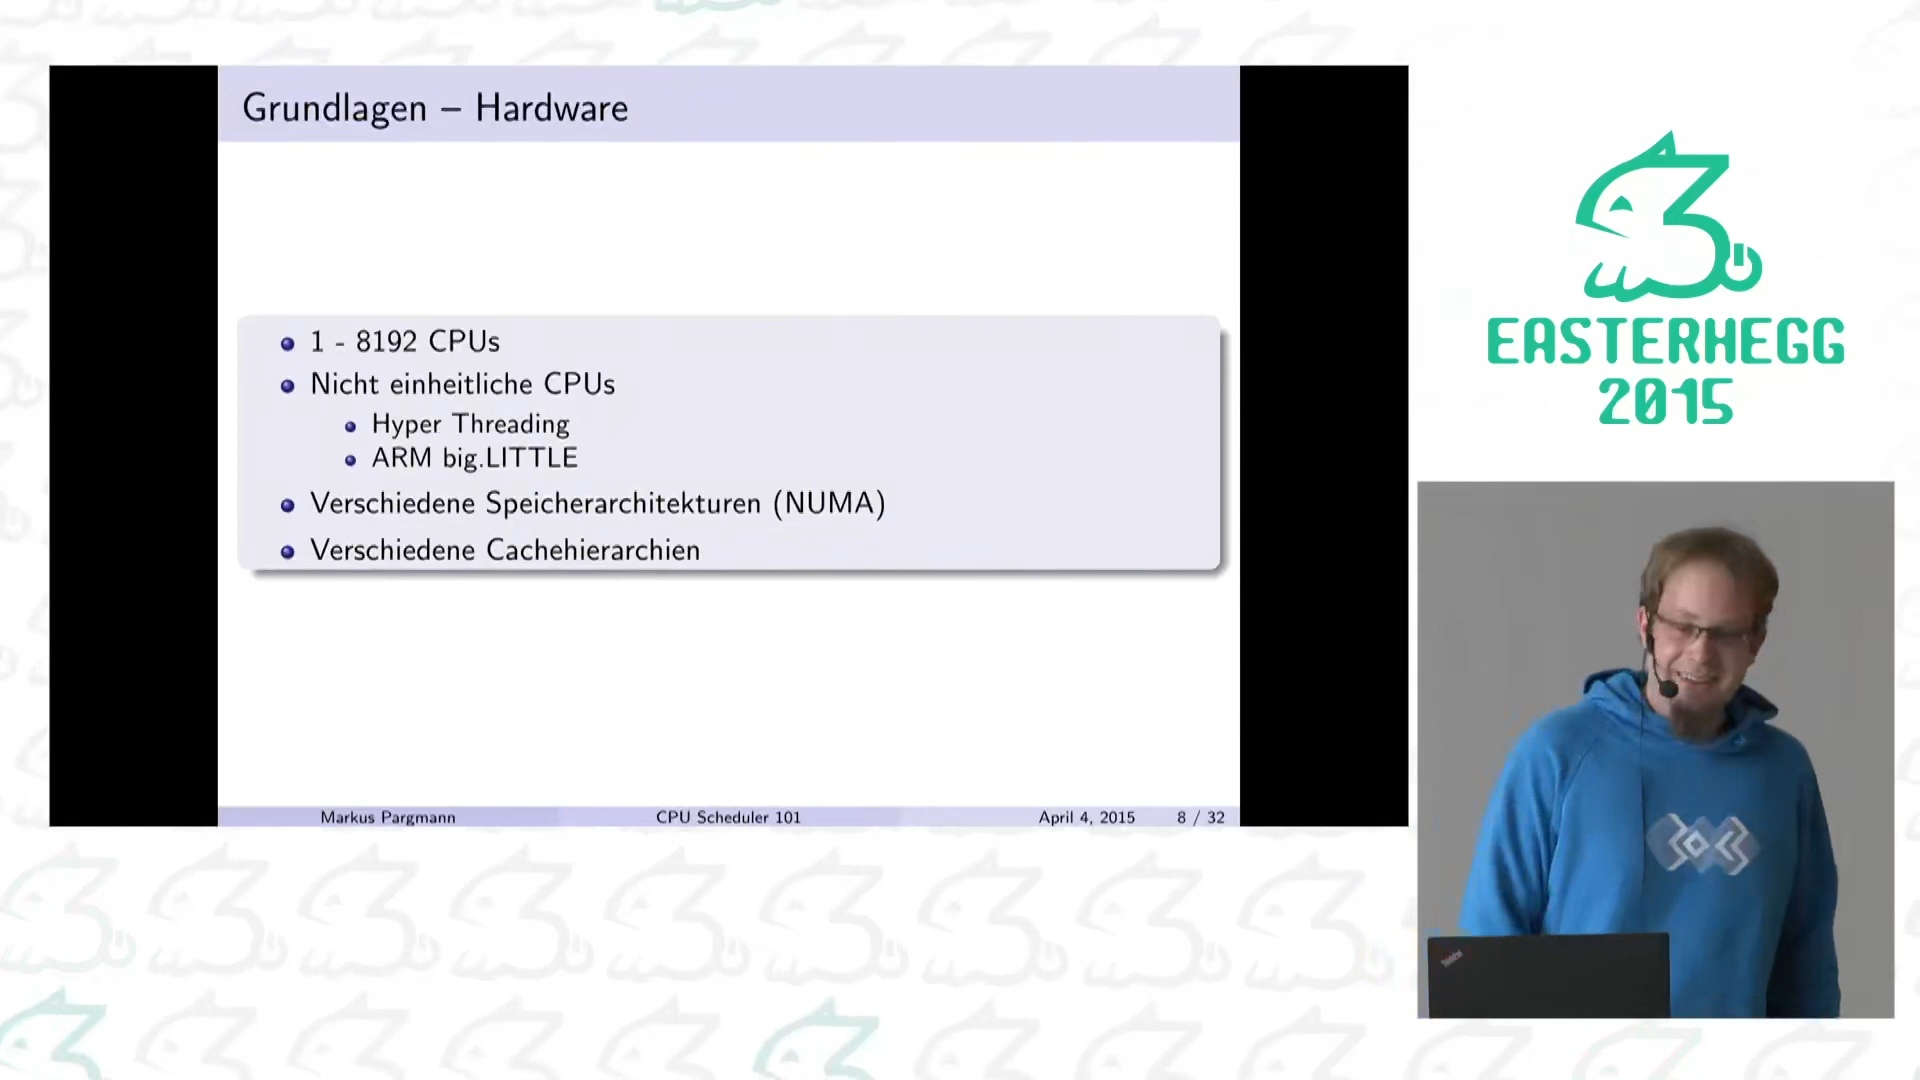 Grundlagen – Hardware
1 - 8192 CPUs
Nicht einheitliche CPUs
Hyper Threading
ARM big.LITTLE
Verschiedene Speicherarchitekturen (NUMA)
Verschiedene Cachehierarchien
Markus Pargmann CPU Scheduler 101 April 4, 2015 8 / 32
EASTERHEGG
2015
ThinkPad